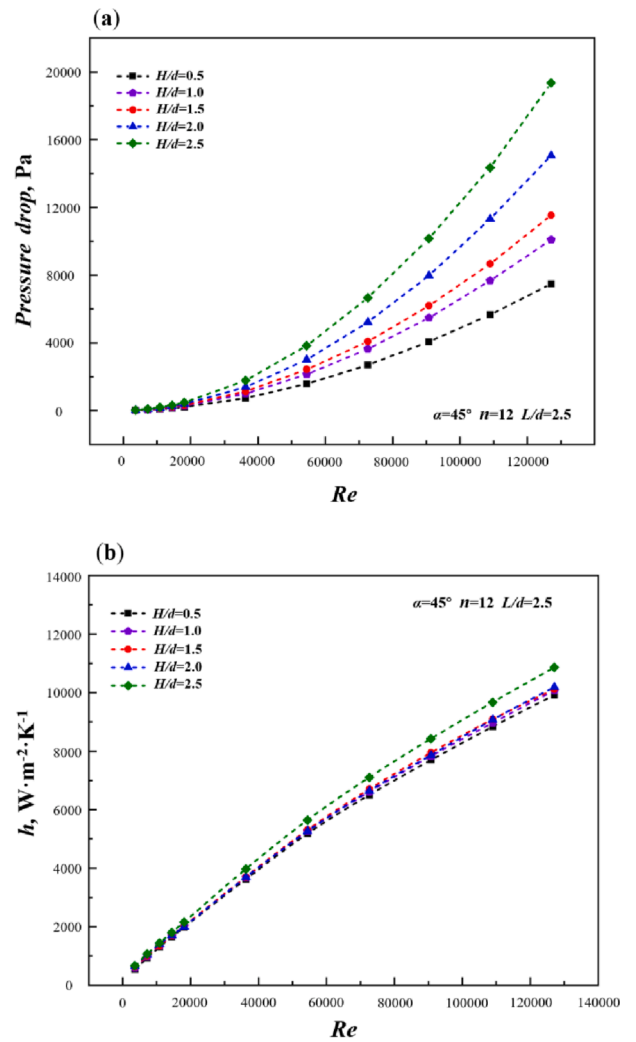 (a)
20000
16000
12000
8000
4000
0
Pressure drop, Pa
H/d=0.5
H/d=1.0
H/d=1.5
H/d=2.0
H/d=2.5
α=45° n=12 L/d=2.5
0 20000 40000 60000 80000 100000 120000
Re
(b)
14000
12000
10000
8000
6000
4000
2000
0
h, W·m⁻²·K⁻¹
H/d=0.5
H/d=1.0
H/d=1.5
H/d=2.0
H/d=2.5
α=45° n=12 L/d=2.5
0 20000 40000 60000 80000 100000 120000 140000
Re